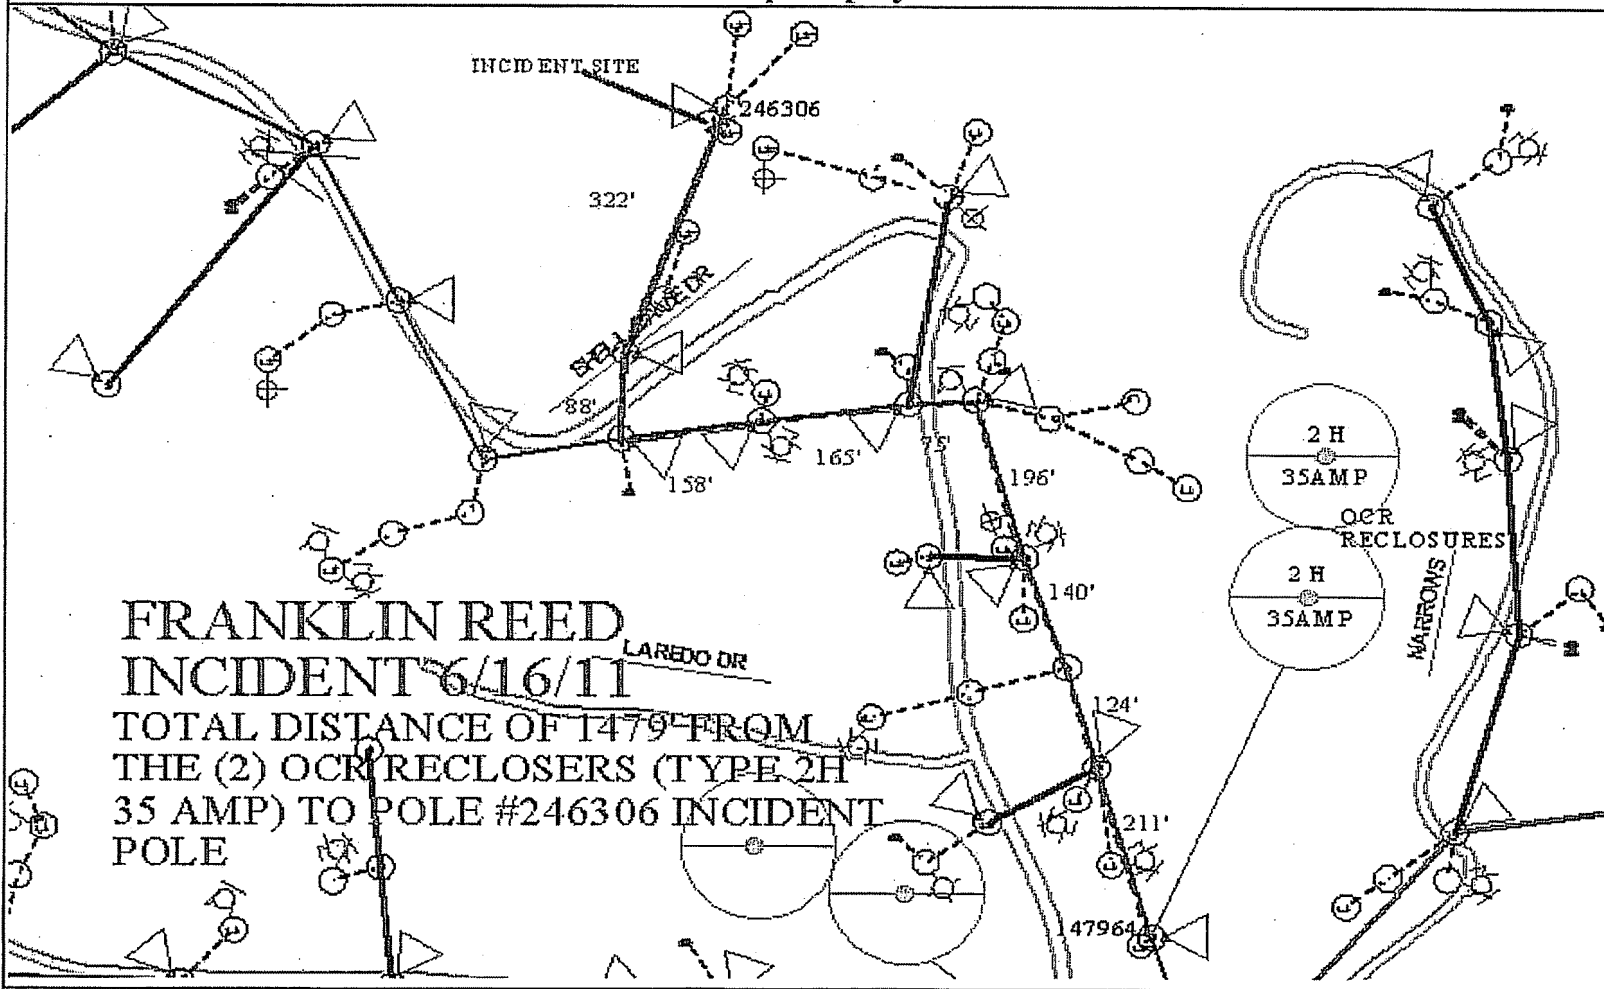 INCIDENT SITE
246306
322'
88'
158'
165'
75'
196'
2 H
35AMP
OCR
RECLOSURES
2 H
35AMP
NARROWS
140'
FRANKLIN REED
INCIDENT 6/16/11
LAREDO DR
TOTAL DISTANCE OF 1479' FROM
THE (2) OCR RECLOSERS (TYPE 2H
35 AMP) TO POLE #246306 INCIDENT
POLE
124'
211'
DR